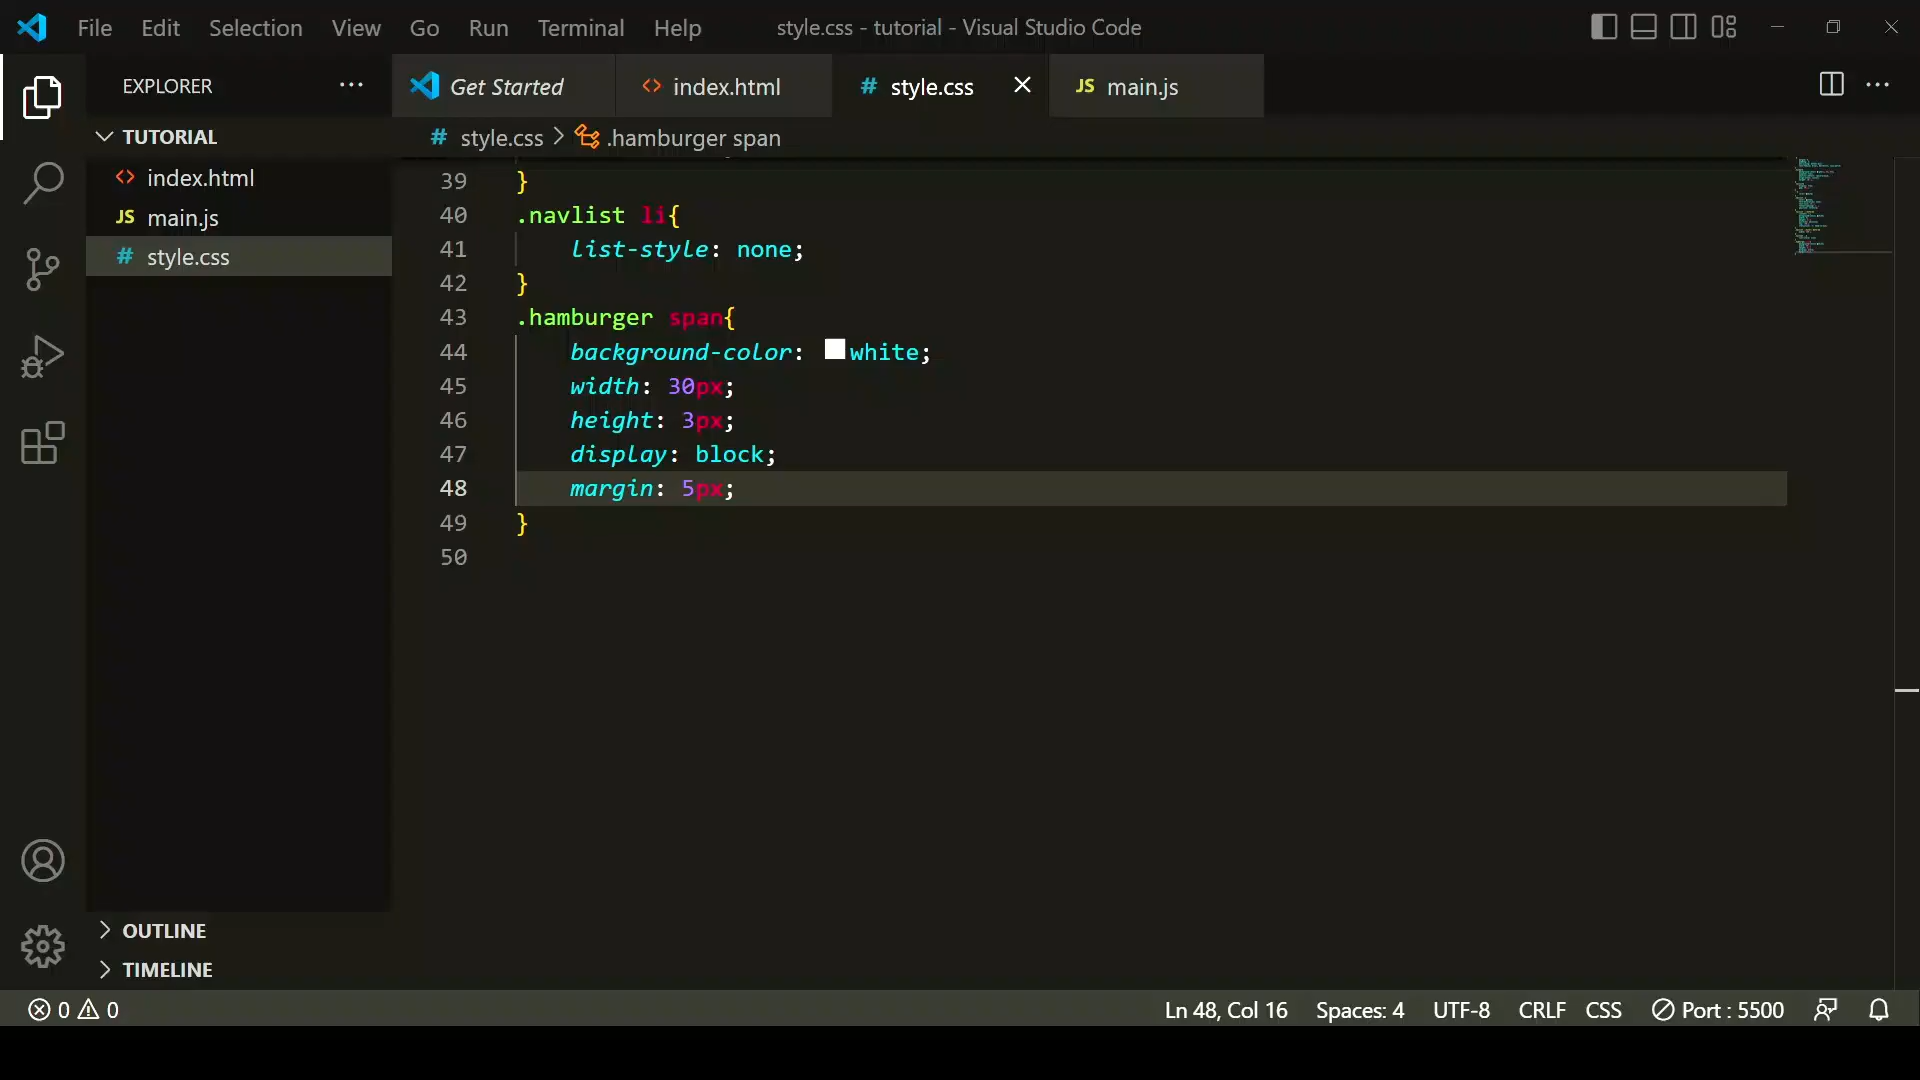 File Edit Selection View Go Run Terminal Help style.css - tutorial - Visual Studio Code
EXPLORER
Get Started
index.html
style.css
main.js
TUTORIAL
index.html
main.js
style.css
style.css > .hamburger span
39 }
40 .navlist li{
41 list-style: none;
42 }
43 .hamburger span{
44 background-color: white;
45 width: 30px;
46 height: 3px;
47 display: block;
48 margin: 5px;
49 }
50
OUTLINE
TIMELINE
0 0 Ln 48, Col 16 Spaces: 4 UTF-8 CRLF CSS Port : 5500